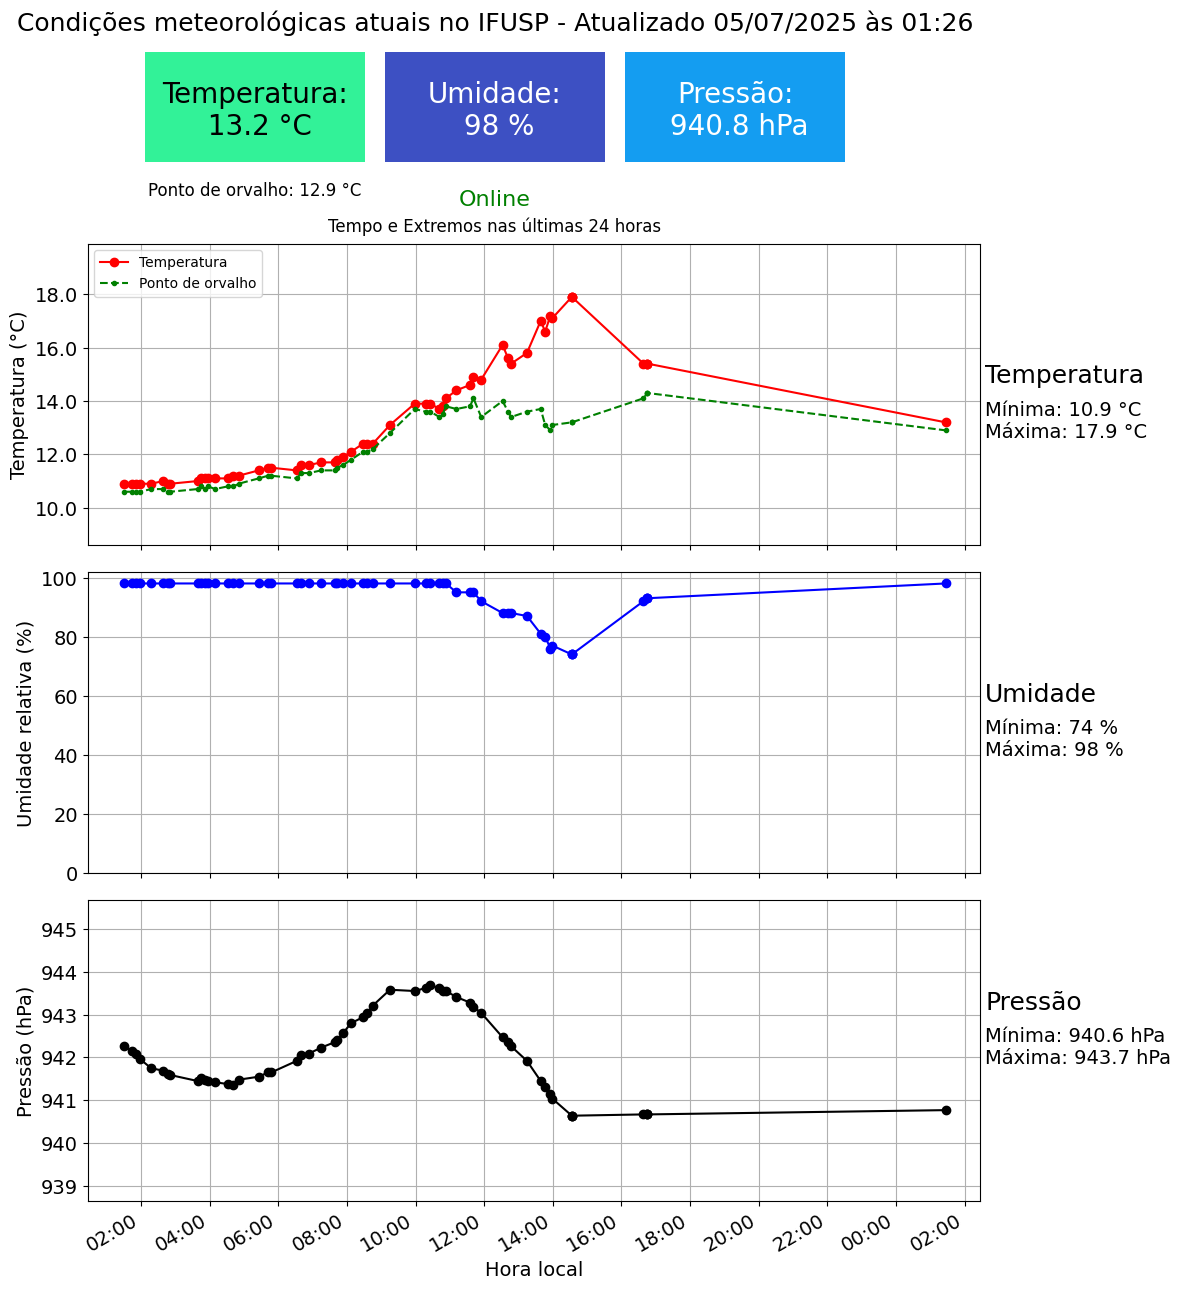 Condições meteorológicas atuais no IFUSP - Atualizado 05/07/2025 às 01:26
Temperatura:
13.2 °C
Umidade:
98 %
Pressão:
940.8 hPa
Ponto de orvalho: 12.9 °C
Online
Tempo e Extremos nas últimas 24 horas
Temperatura
Ponto de orvalho
Temperatura (°C)
18.0
16.0
14.0
12.0
10.0
Temperatura
Mínima: 10.9 °C
Máxima: 17.9 °C
Umidade relativa (%)
100
80
60
40
20
0
Umidade
Mínima: 74 %
Máxima: 98 %
Pressão (hPa)
945
944
943
942
941
940
939
Pressão
Mínima: 940.6 hPa
Máxima: 943.7 hPa
02:00 04:00 06:00 08:00 10:00 12:00 14:00 16:00 18:00 20:00 22:00 00:00 02:00
Hora local